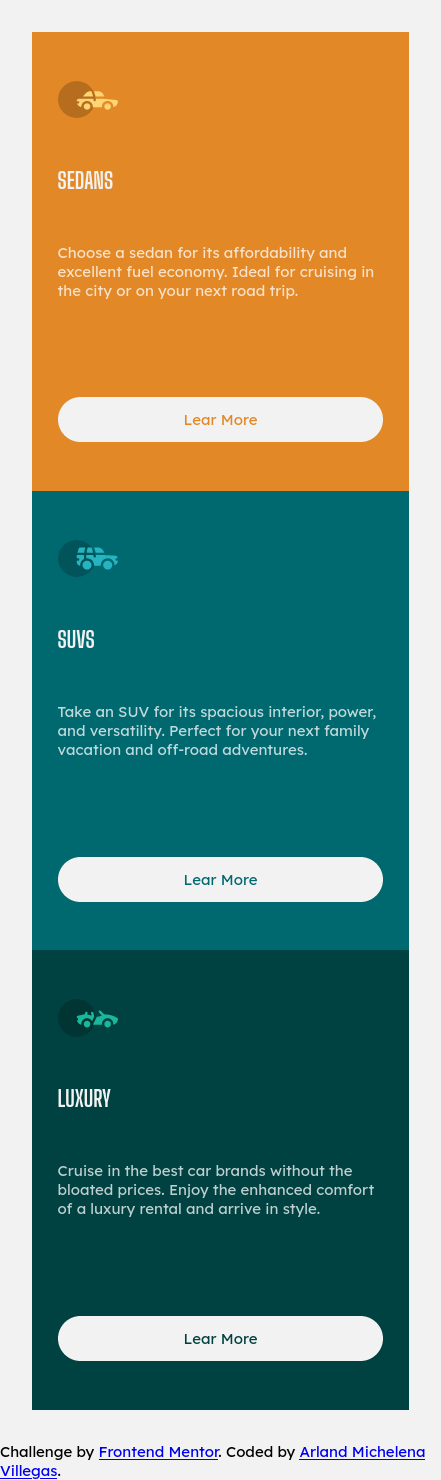 SEDANS
Choose a sedan for its affordability and
excellent fuel economy. Ideal for cruising in
the city or on your next road trip.
Lear More
SUVS
Take an SUV for its spacious interior, power,
and versatility. Perfect for your next family
vacation and off-road adventures.
Lear More
LUXURY
Cruise in the best car brands without the
bloated prices. Enjoy the enhanced comfort
of a luxury rental and arrive in style.
Lear More
Challenge by Frontend Mentor. Coded by Arland Michelena
Villegas.